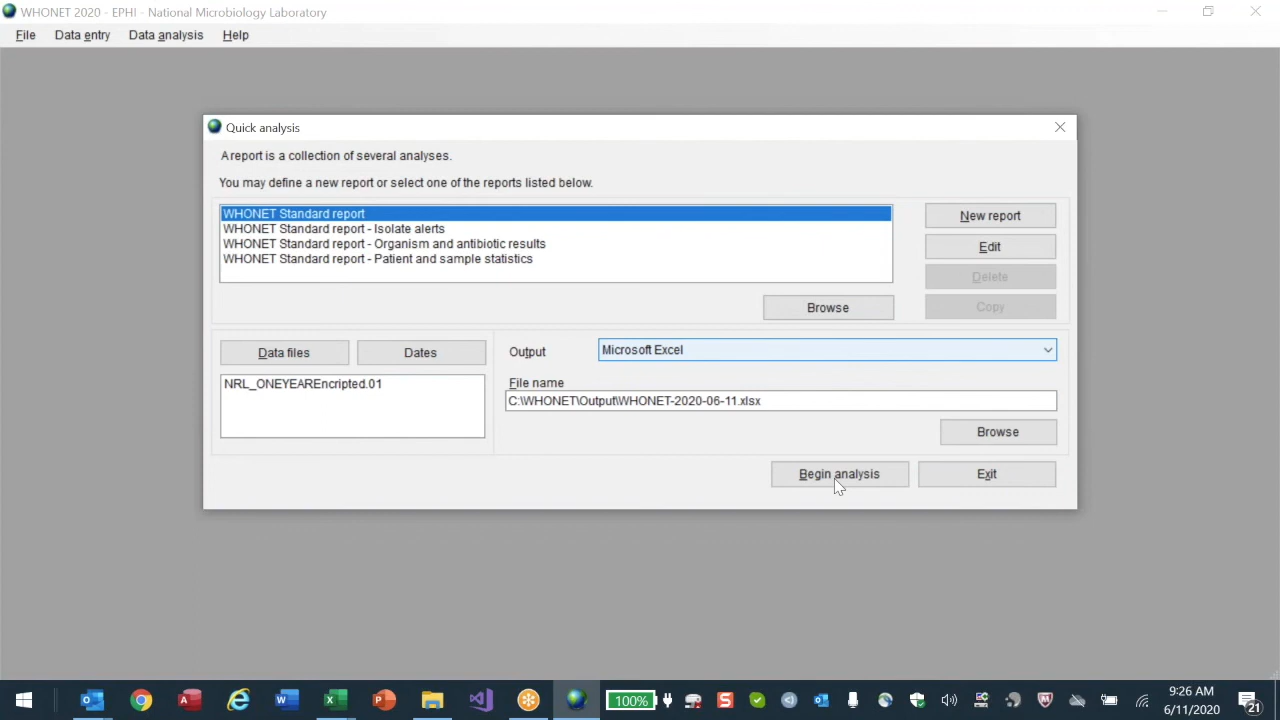 WHONET 2020 - EPHI - National Microbiology Laboratory
File Data entry Data analysis Help
Quick analysis
A report is a collection of several analyses.
You may define a new report or select one of the reports listed below.
WHONET Standard report
WHONET Standard report - Isolate alerts
WHONET Standard report - Organism and antibiotic results
WHONET Standard report - Patient and sample statistics
New report
Edit
Delete
Copy
Browse
Data files Dates
NRL_ONEYEAREncripted.01
Output Microsoft Excel
File name
C:\WHONET\Output\WHONET-2020-06-11.xlsx
Browse
Begin analysis Exit
100%
9:26 AM
6/11/2020
21